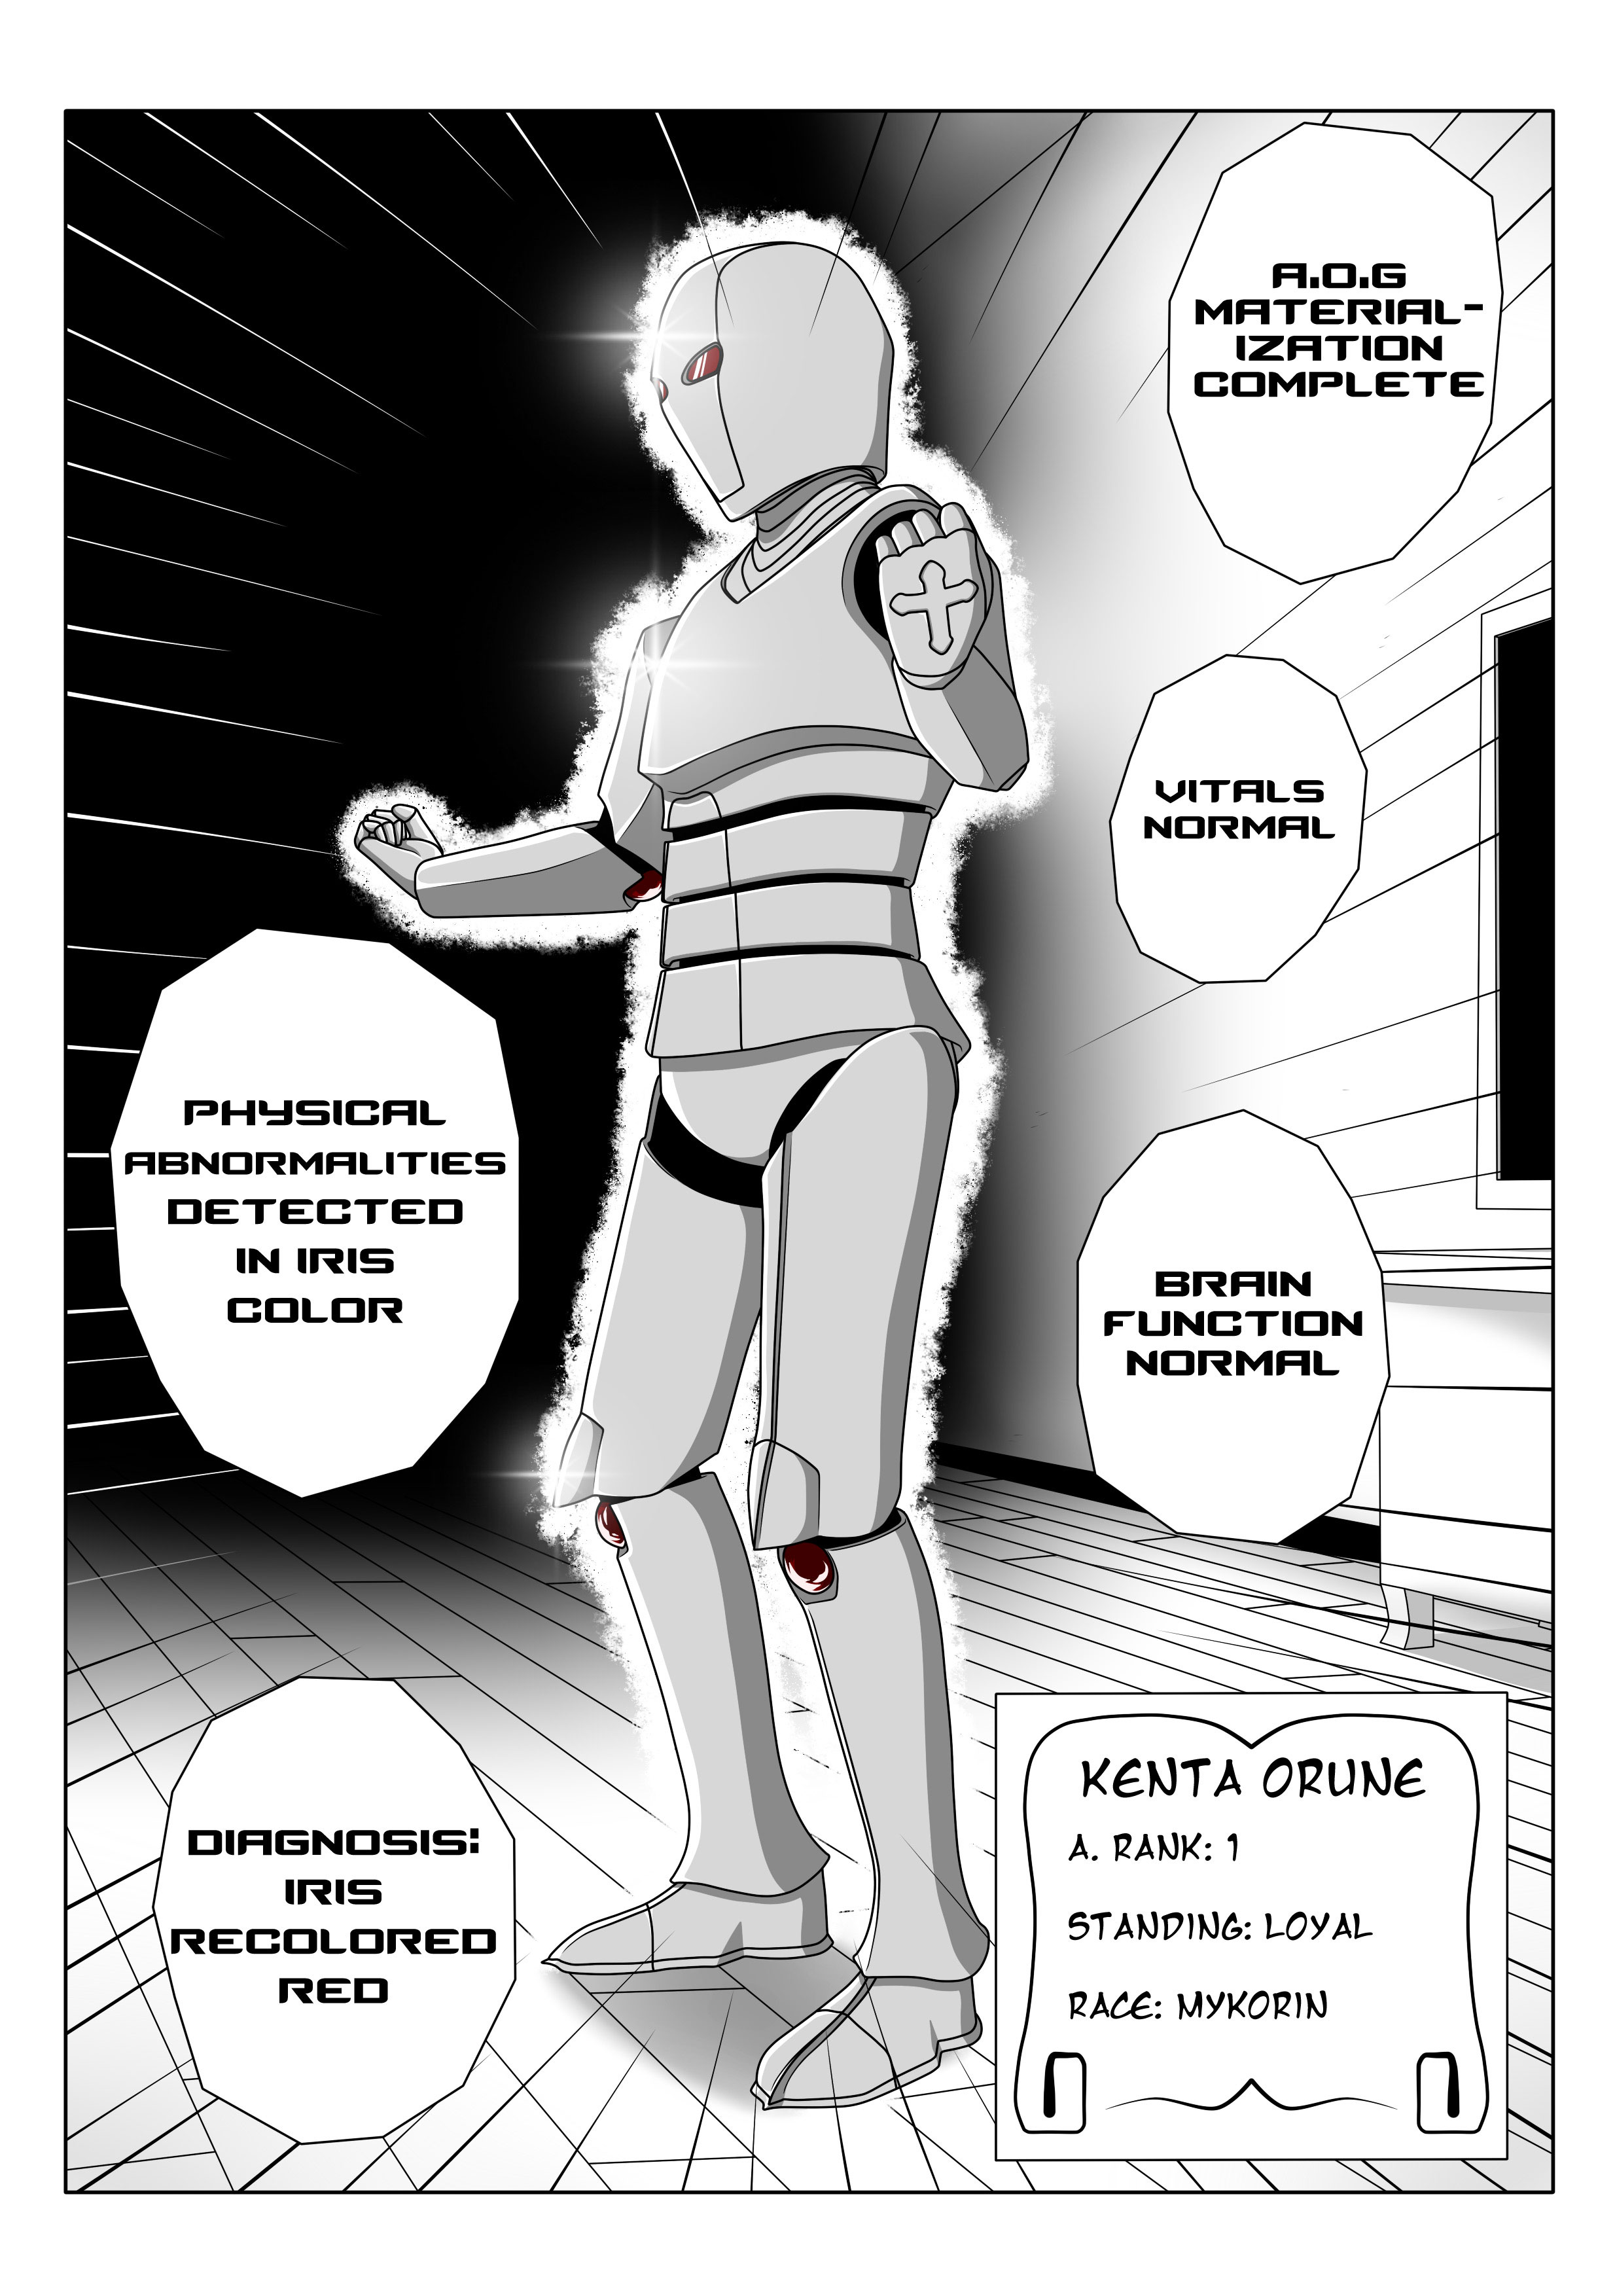 A.O.G
MATERIAL-
IZATION
COMPLETE
VITALS
NORMAL
BRAIN
FUNCTION
NORMAL
PHYSICAL
ABNORMALITIES
DETECTED
IN IRIS
COLOR
DIAGNOSIS:
IRIS
RECOLORED
RED
KENTA ORUNE
A. RANK: 1
STANDING: LOYAL
RACE: MYKORIN